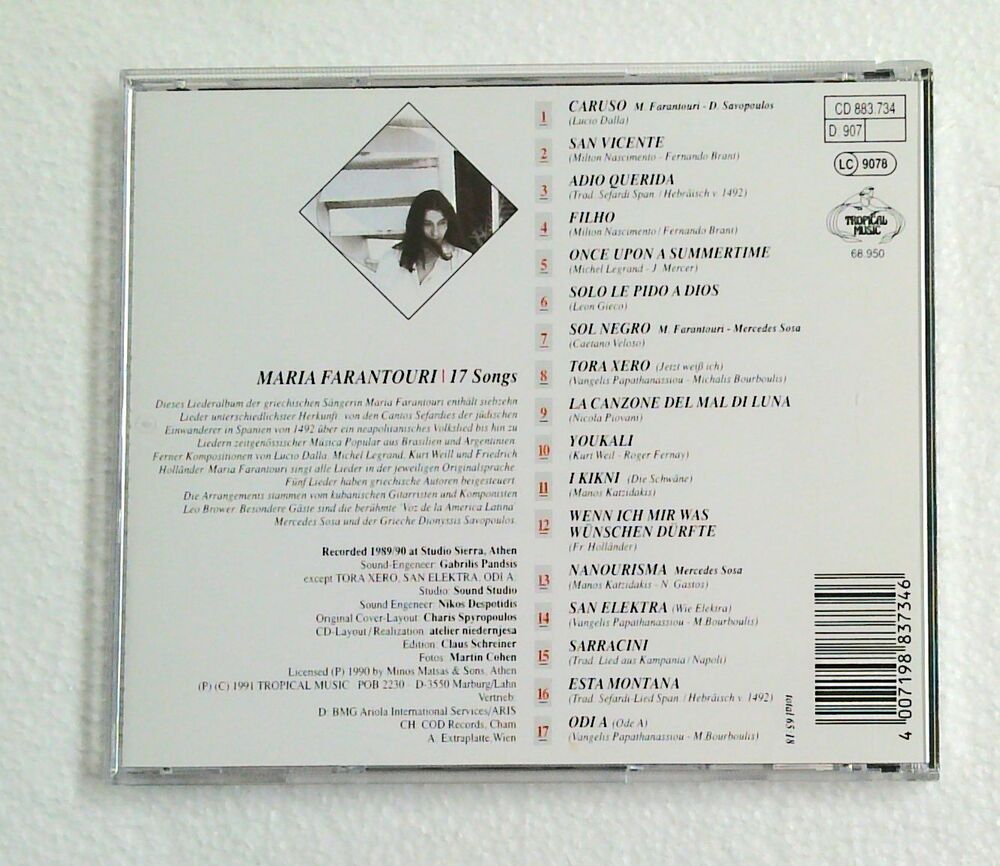 MARIA FARANTOURI | 17 Songs
Dieses Liederalbum der griechischen Sängerin Maria Farantouri enthält siebzehn
Lieder unterschiedlichster Herkunft: von den Cantos Sefardies der jüdischen
Einwanderer in Spanien von 1492 über ein neapolitanisches Volkslied bis hin zu
Liedern zeitgenössischer Música Popular aus Brasilien und Argentinien.
Ferner Kompositionen von Lucio Dalla, Michel Legrand, Kurt Weill und Friedrich
Holländer. Maria Farantouri singt alle Lieder in der jeweiligen Originalsprache.
Fünf Lieder haben griechische Autoren beigesteuert.
Die Arrangements stammen vom kubanischen Gitarristen und Komponisten
Leo Brower. Besondere Gäste sind die berühmte "Voz de la America Latina"
Mercedes Sosa und der Grieche Dionyssis Savopoulos.
Recorded 1989/90 at Studio Sierra, Athen
Sound-Engeneer: Gabrilis Pandsis
except TORA XERO, SAN ELEKTRA, ODI A.
Studio: Sound Studio
Sound Engeneer: Nikos Despotidis
Original Cover-Layout: Charis Spyropoulos
CD-Layout/Realization: atelier niedernjesa
Edition: Claus Schreiner
Fotos: Martin Cohen
Licensed (P) 1990 by Minos Matsas & Sons, Athen
(P) (C) 1991 TROPICAL MUSIC POB 2230 - D-3550 Marburg/Lahn
Vertrieb:
D: BMG Ariola International Services/ARIS
CH: COD Records, Cham
A: Extraplatte, Wien
1 CARUSO M. Farantouri - D. Savopoulos
(Lucio Dalla)
2 SAN VICENTE
(Milton Nascimento - Fernando Brant)
3 ADIO QUERIDA
(Trad. Sefardi Span. / Hebräisch v. 1492)
4 FILHO
(Milton Nascimento / Fernando Brant)
5 ONCE UPON A SUMMERTIME
(Michel Legrand - J. Mercer)
6 SOLO LE PIDO A DIOS
(Leon Gieco)
7 SOL NEGRO M. Farantouri - Mercedes Sosa
(Caetano Veloso)
8 TORA XERO (Jetzt weiß ich)
(Vangelis Papathanassiou - Michalis Bourboulis)
9 LA CANZONE DEL MAL DI LUNA
(Nicola Piovani)
10 YOUKALI
(Kurt Weil - Roger Fernay)
11 I KIKNI (Die Schwäne)
(Manos Katzidakis)
12 WENN ICH MIR WAS
WÜNSCHEN DÜRFTE
(Fr. Holländer)
13 NANOURISMA Mercedes Sosa
(Manos Katzidakis - N. Gastos)
14 SAN ELEKTRA (Wie Elektra)
(Vangelis Papathanassiou - M.Bourboulis)
15 SARRACINI
(Trad. Lied aus Kampania / Napoli)
16 ESTA MONTANA
(Trad. Sefardi-Lied Span. / Hebräisch v. 1492)
17 ODI A (Ode A)
(Vangelis Papathanassiou - M.Bourboulis)
CD 883.734
D 907
LC 9078
TROPICAL
MUSIC
68.950
total 65:18
4 007198 837346